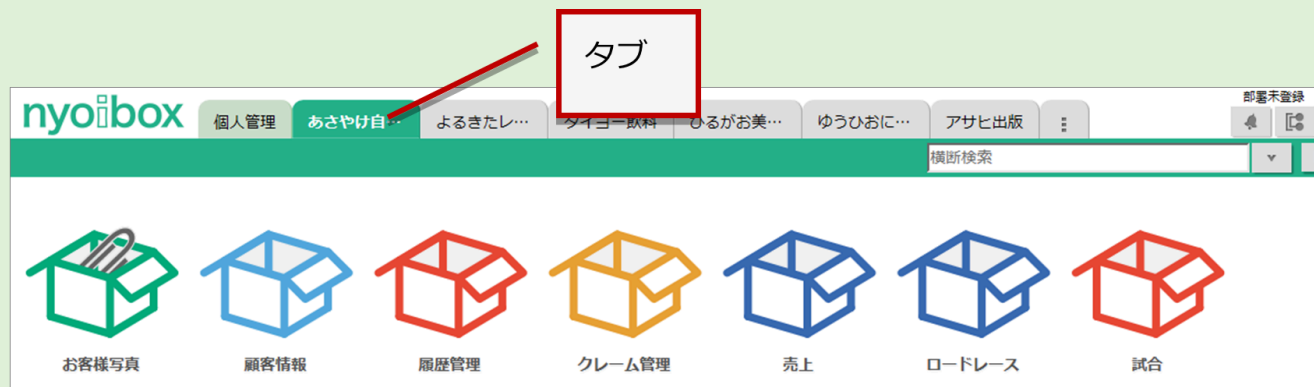 タブ
nyoibox
個人管理
あさやけ自…
よるきたレ…
タイヨー飲料
ひるがお美…
ゆうひおに…
アサヒ出版
部署未登録
横断検索
お客様写真
顧客情報
履歴管理
クレーム管理
売上
ロードレース
試合